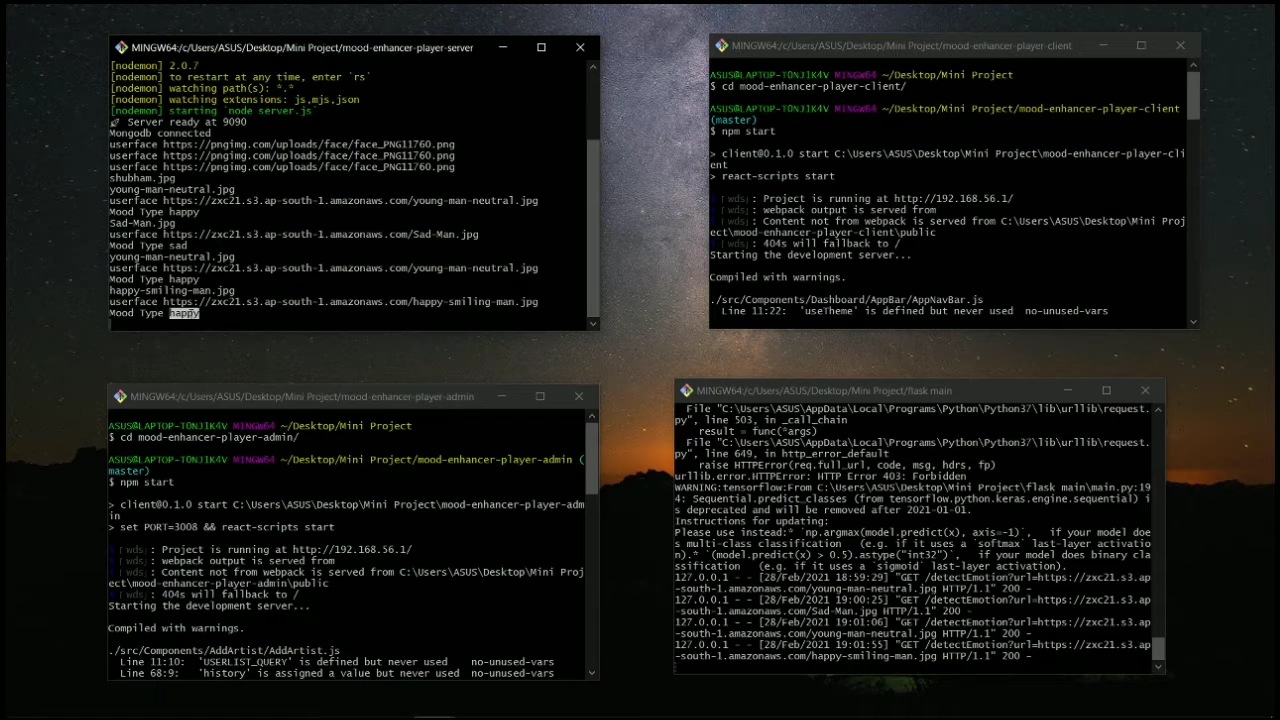 MINGW64:/c/Users/ASUS/Desktop/Mini Project/mood-enhancer-player-server
[nodemon] 2.0.7
[nodemon] to restart at any time, enter `rs`
[nodemon] watching path(s): *.*
[nodemon] watching extensions: js,mjs,json
[nodemon] starting `node server.js`
Server ready at 9090
Mongodb connected
userface https://pngimg.com/uploads/face/face_PNG11760.png
userface https://pngimg.com/uploads/face/face_PNG11760.png
userface https://pngimg.com/uploads/face/face_PNG11760.png
shubham.jpg
young-man-neutral.jpg
userface https://zxc21.s3.ap-south-1.amazonaws.com/young-man-neutral.jpg
Mood Type happy
Sad-Man.jpg
userface https://zxc21.s3.ap-south-1.amazonaws.com/Sad-Man.jpg
Mood Type sad
young-man-neutral.jpg
userface https://zxc21.s3.ap-south-1.amazonaws.com/young-man-neutral.jpg
Mood Type happy
happy-smiling-man.jpg
userface https://zxc21.s3.ap-south-1.amazonaws.com/happy-smiling-man.jpg
Mood Type happy
MINGW64:/c/Users/ASUS/Desktop/Mini Project/mood-enhancer-player-client
ASUS@LAPTOP-TONJIK4V MINGW64 ~/Desktop/Mini Project
$ cd mood-enhancer-player-client/
ASUS@LAPTOP-TONJIK4V MINGW64 ~/Desktop/Mini Project/mood-enhancer-player-client
(master)
$ npm start
> client@0.1.0 start C:\Users\ASUS\Desktop\Mini Project\mood-enhancer-player-cli
ent
> react-scripts start
i ｢wds｣: Project is running at http://192.168.56.1/
i ｢wds｣: webpack output is served from
i ｢wds｣: Content not from webpack is served from C:\Users\ASUS\Desktop\Mini Proj
ect\mood-enhancer-player-client\public
i ｢wds｣: 404s will fallback to /
Starting the development server...
Compiled with warnings.
./src/Components/Dashboard/AppBar/AppNavBar.js
Line 11:22: 'useTheme' is defined but never used no-unused-vars
MINGW64:/c/Users/ASUS/Desktop/Mini Project/mood-enhancer-player-admin
ASUS@LAPTOP-TONJIK4V MINGW64 ~/Desktop/Mini Project
$ cd mood-enhancer-player-admin/
ASUS@LAPTOP-TONJIK4V MINGW64 ~/Desktop/Mini Project/mood-enhancer-player-admin (
master)
$ npm start
> client@0.1.0 start C:\Users\ASUS\Desktop\Mini Project\mood-enhancer-player-adm
in
> set PORT=3008 && react-scripts start
i ｢wds｣: Project is running at http://192.168.56.1/
i ｢wds｣: webpack output is served from
i ｢wds｣: Content not from webpack is served from C:\Users\ASUS\Desktop\Mini Proj
ect\mood-enhancer-player-admin\public
i ｢wds｣: 404s will fallback to /
Starting the development server...
Compiled with warnings.
./src/Components/AddArtist/AddArtist.js
Line 11:10: 'USERLIST_QUERY' is defined but never used no-unused-vars
Line 68:9: 'history' is assigned a value but never used no-unused-vars
MINGW64:/c/Users/ASUS/Desktop/Mini Project/flask main
File "C:\Users\ASUS\AppData\Local\Programs\Python\Python37\lib\urllib\request.
py", line 503, in _call_chain
result = func(*args)
File "C:\Users\ASUS\AppData\Local\Programs\Python\Python37\lib\urllib\request.
py", line 649, in http_error_default
raise HTTPError(req.full_url, code, msg, hdrs, fp)
urllib.error.HTTPError: HTTP Error 403: Forbidden
WARNING:tensorflow:From C:\Users\ASUS\Desktop\Mini Project\flask main\main.py:19
4: Sequential.predict_classes (from tensorflow.python.keras.engine.sequential) i
s deprecated and will be removed after 2021-01-01.
Instructions for updating:
Please use instead:* `np.argmax(model.predict(x), axis=-1)`, if your model doe
s multi-class classification (e.g. if it uses a `softmax` last-layer activatio
n).* `(model.predict(x) > 0.5).astype("int32")`, if your model does binary cla
ssification (e.g. if it uses a `sigmoid` last-layer activation).
127.0.0.1 - - [28/Feb/2021 18:59:29] "GET /detectEmotion?url=https://zxc21.s3.ap
-south-1.amazonaws.com/young-man-neutral.jpg HTTP/1.1" 200 -
127.0.0.1 - - [28/Feb/2021 19:00:25] "GET /detectEmotion?url=https://zxc21.s3.ap
-south-1.amazonaws.com/Sad-Man.jpg HTTP/1.1" 200 -
127.0.0.1 - - [28/Feb/2021 19:01:06] "GET /detectEmotion?url=https://zxc21.s3.ap
-south-1.amazonaws.com/young-man-neutral.jpg HTTP/1.1" 200 -
127.0.0.1 - - [28/Feb/2021 19:01:55] "GET /detectEmotion?url=https://zxc21.s3.ap
-south-1.amazonaws.com/happy-smiling-man.jpg HTTP/1.1" 200 -